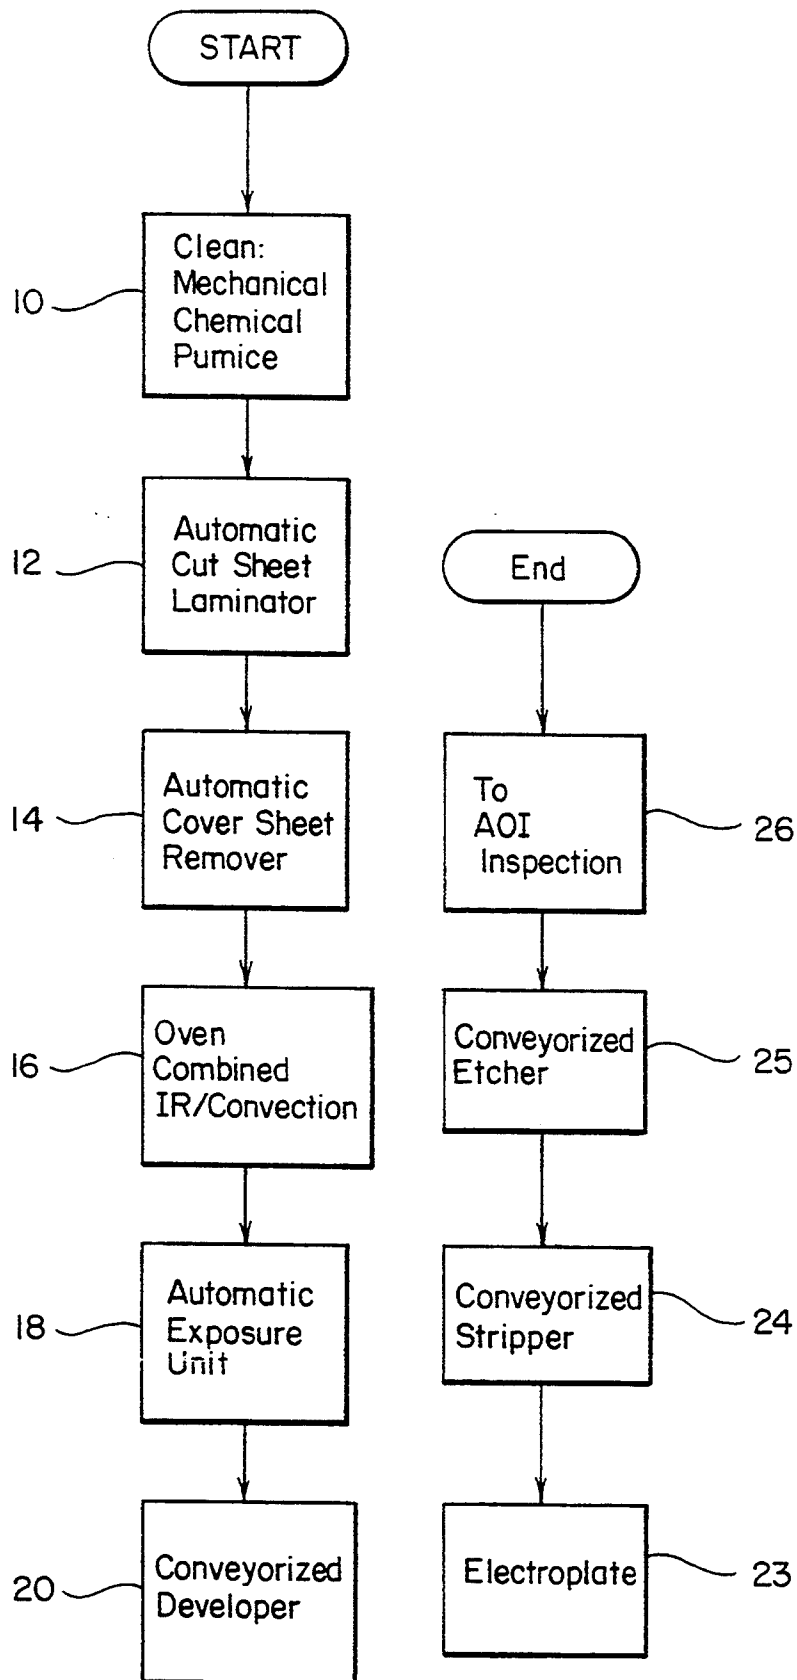 START
10
Clean:
Mechanical
Chemical
Pumice
12
Automatic
Cut Sheet
Laminator
14
Automatic
Cover Sheet
Remover
16
Oven
Combined
IR/Convection
18
Automatic
Exposure
Unit
20
Conveyorized
Developer
End
To
AOI
Inspection
26
Conveyorized
Etcher
25
Conveyorized
Stripper
24
Electroplate
23